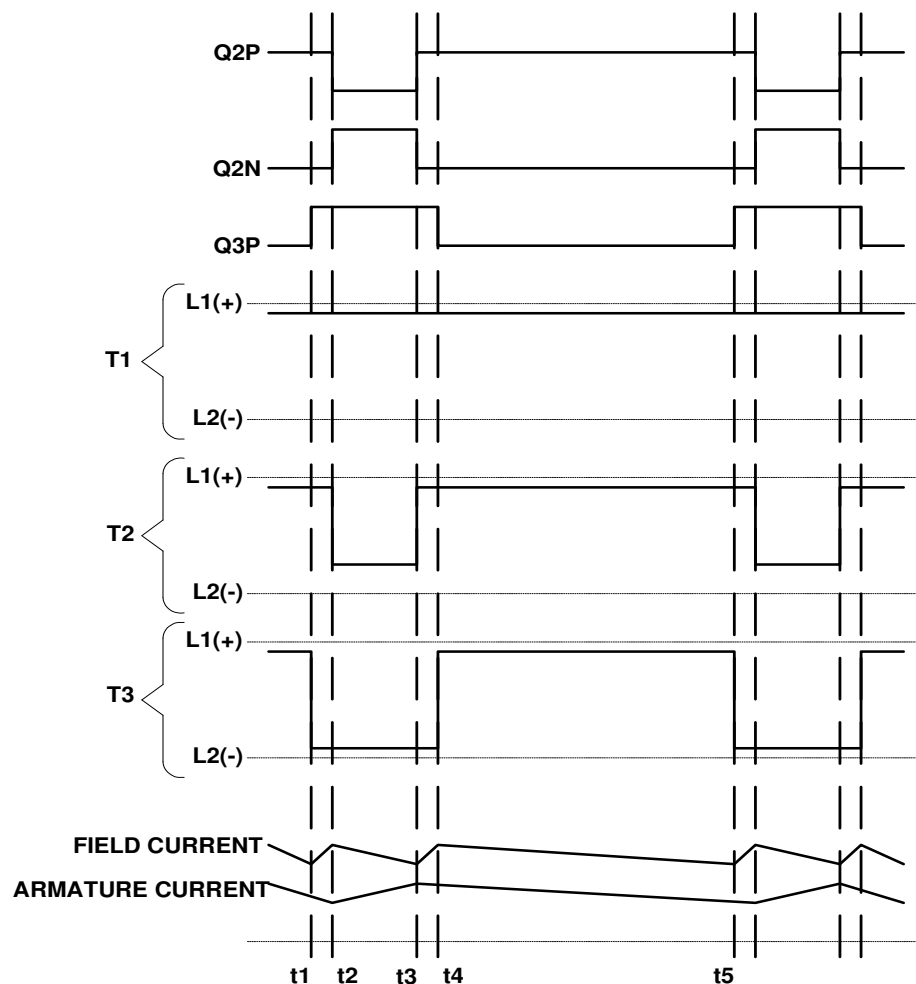 Q2P
Q2N
Q3P
L1(+)
T1
L2(-)
L1(+)
T2
L2(-)
L1(+)
T3
L2(-)
FIELD CURRENT
ARMATURE CURRENT
t1 t2 t3 t4 t5